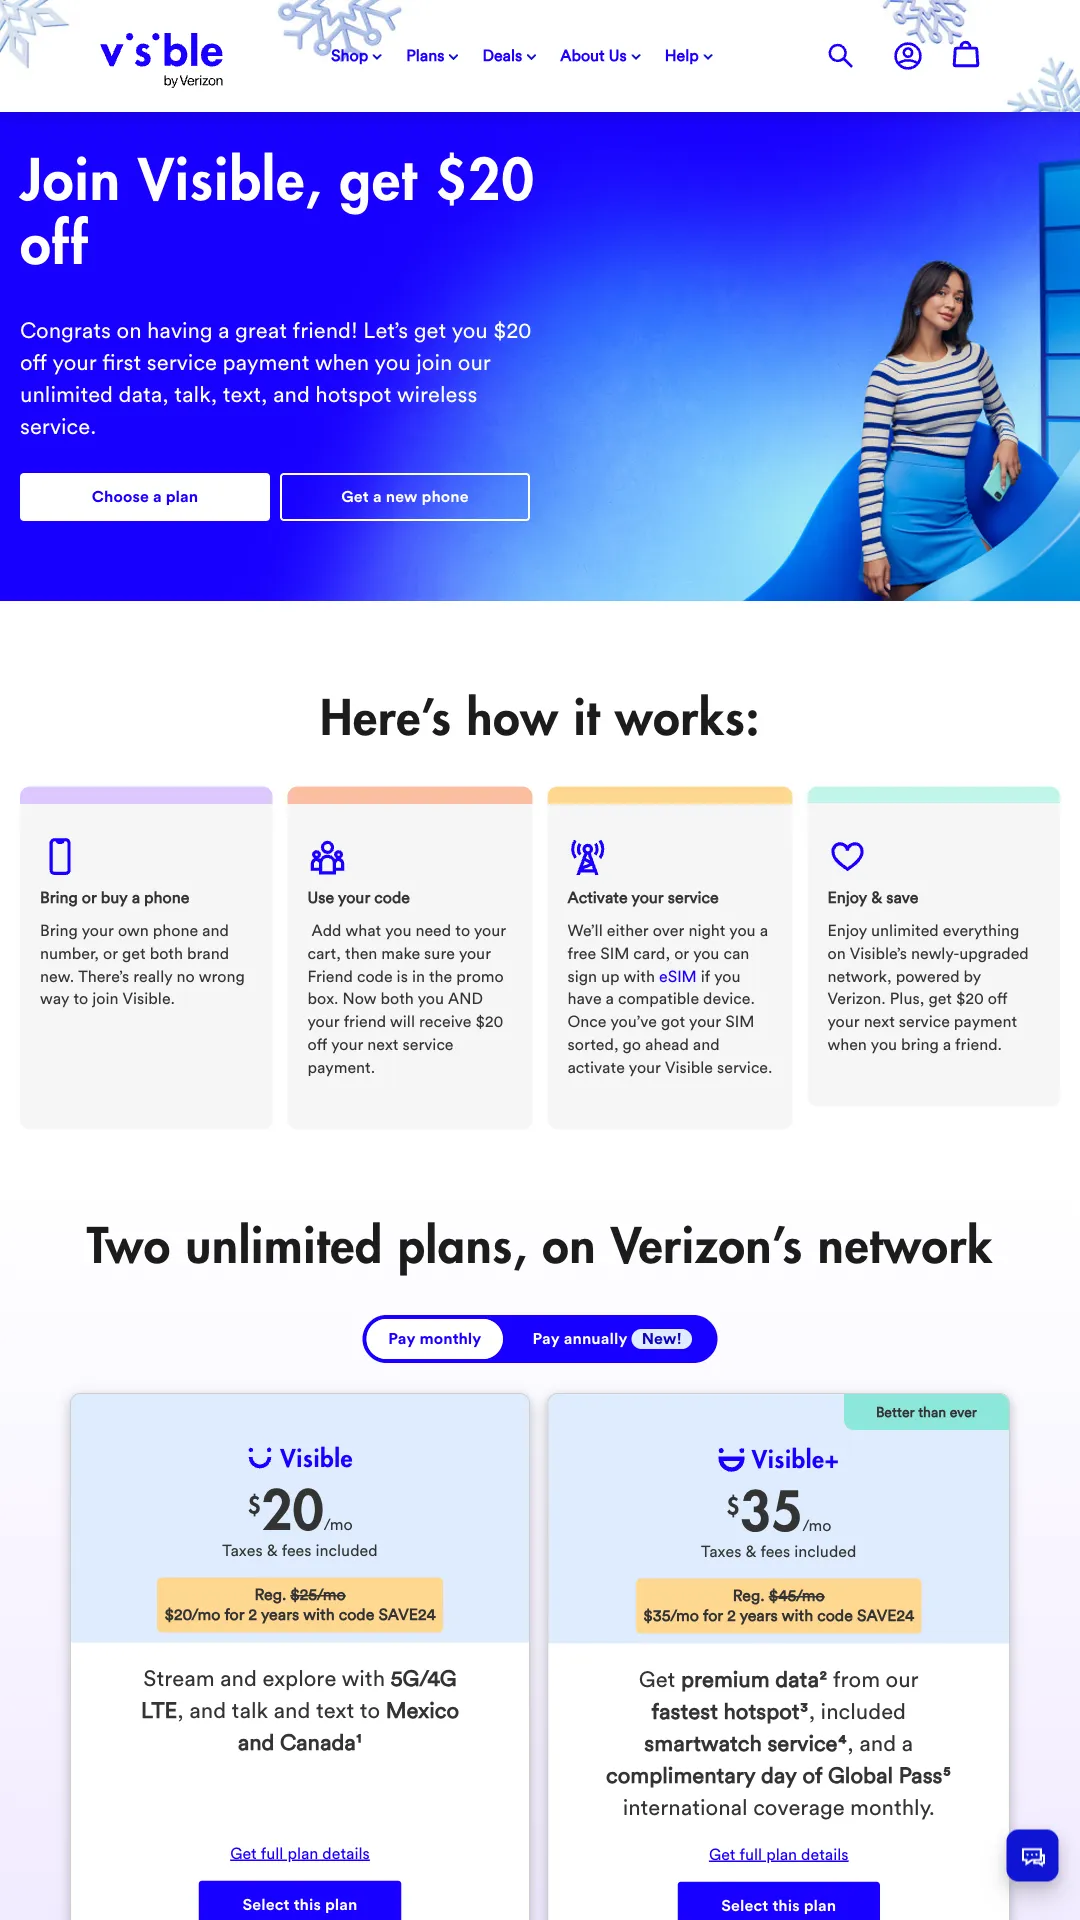 visible
by Verizon
Shop
Plans
Deals
About Us
Help
Join Visible, get $20
off
Congrats on having a great friend! Let’s get you $20
off your first service payment when you join our
unlimited data, talk, text, and hotspot wireless
service.
Choose a plan
Get a new phone
Here’s how it works:
Bring or buy a phone
Bring your own phone and
number, or get both brand
new. There’s really no wrong
way to join Visible.
Use your code
Add what you need to your
cart, then make sure your
Friend code is in the promo
box. Now both you AND
your friend will receive $20
off your next service
payment.
Activate your service
We’ll either over night you a
free SIM card, or you can
sign up with eSIM if you
have a compatible device.
Once you’ve got your SIM
sorted, go ahead and
activate your Visible service.
Enjoy & save
Enjoy unlimited everything
on Visible’s newly-upgraded
network, powered by
Verizon. Plus, get $20 off
your next service payment
when you bring a friend.
Two unlimited plans, on Verizon’s network
Pay monthly
Pay annually New!
Visible
$20/mo
Taxes & fees included
Reg. $25/mo
$20/mo for 2 years with code SAVE24
Stream and explore with 5G/4G
LTE, and talk and text to Mexico
and Canada¹
Get full plan details
Select this plan
Better than ever
Visible+
$35/mo
Taxes & fees included
Reg. $45/mo
$35/mo for 2 years with code SAVE24
Get premium data² from our
fastest hotspot³, included
smartwatch service⁴, and a
complimentary day of Global Pass⁵
international coverage monthly.
Get full plan details
Select this plan